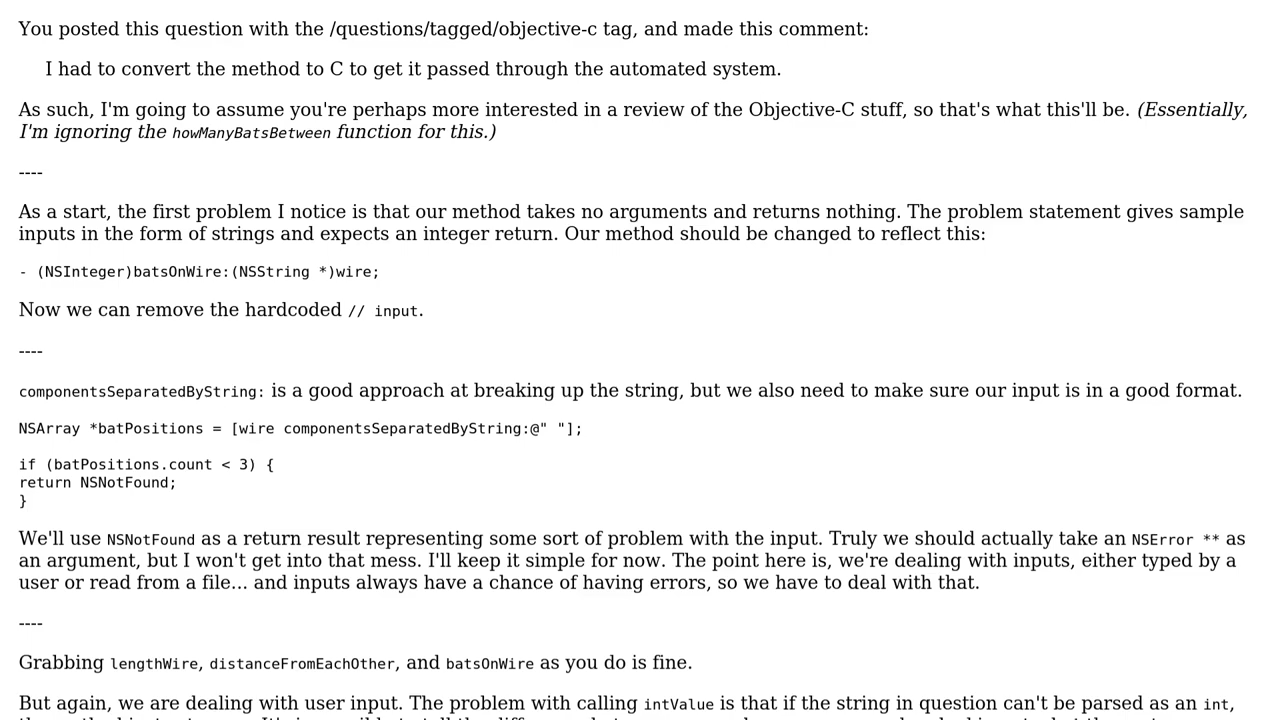 You posted this question with the /questions/tagged/objective-c tag, and made this comment:
I had to convert the method to C to get it passed through the automated system.
As such, I'm going to assume you're perhaps more interested in a review of the Objective-C stuff, so that's what this'll be. (Essentially,
I'm ignoring the howManyBatsBetween function for this.)
----
As a start, the first problem I notice is that our method takes no arguments and returns nothing. The problem statement gives sample
inputs in the form of strings and expects an integer return. Our method should be changed to reflect this:
- (NSInteger)batsOnWire:(NSString *)wire;
Now we can remove the hardcoded // input.
----
componentsSeparatedByString: is a good approach at breaking up the string, but we also need to make sure our input is in a good format.
NSArray *batPositions = [wire componentsSeparatedByString:@" "];
if (batPositions.count < 3) {
return NSNotFound;
}
We'll use NSNotFound as a return result representing some sort of problem with the input. Truly we should actually take an NSError ** as
an argument, but I won't get into that mess. I'll keep it simple for now. The point here is, we're dealing with inputs, either typed by a
user or read from a file... and inputs always have a chance of having errors, so we have to deal with that.
----
Grabbing lengthWire, distanceFromEachOther, and batsOnWire as you do is fine.
But again, we are dealing with user input. The problem with calling intValue is that if the string in question can't be parsed as an int,